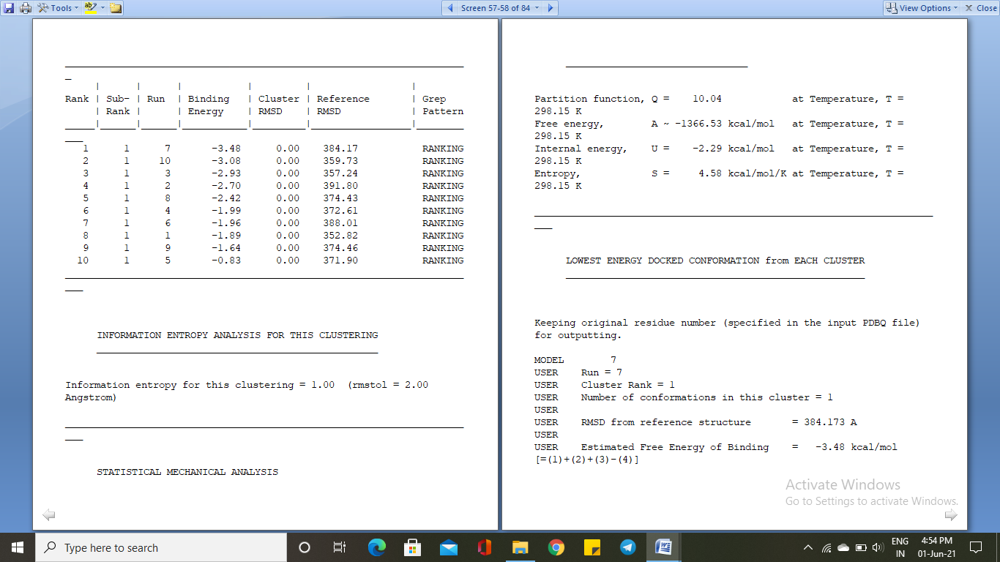 Tools
Screen 57-58 of 84
View Options
X Close
Rank | Sub- | Run | Binding | Cluster | Reference | Grep
| Rank | | Energy | RMSD | RMSD | Pattern
1 1 7 -3.48 0.00 384.17 RANKING
2 1 10 -3.08 0.00 359.73 RANKING
3 1 3 -2.93 0.00 357.24 RANKING
4 1 2 -2.70 0.00 391.80 RANKING
5 1 8 -2.42 0.00 374.43 RANKING
6 1 4 -1.99 0.00 372.61 RANKING
7 1 6 -1.96 0.00 388.01 RANKING
8 1 1 -1.89 0.00 352.82 RANKING
9 1 9 -1.64 0.00 374.46 RANKING
10 1 5 -0.83 0.00 371.90 RANKING
INFORMATION ENTROPY ANALYSIS FOR THIS CLUSTERING
Information entropy for this clustering = 1.00 (rmstol = 2.00
Angstrom)
STATISTICAL MECHANICAL ANALYSIS
Partition function, Q = 10.04 at Temperature, T =
298.15 K
Free energy, A ~ -1366.53 kcal/mol at Temperature, T =
298.15 K
Internal energy, U = -2.29 kcal/mol at Temperature, T =
298.15 K
Entropy, S = 4.58 kcal/mol/K at Temperature, T =
298.15 K
LOWEST ENERGY DOCKED CONFORMATION from EACH CLUSTER
Keeping original residue number (specified in the input PDBQ file)
for outputting.
MODEL 7
USER Run = 7
USER Cluster Rank = 1
USER Number of conformations in this cluster = 1
USER
USER RMSD from reference structure = 384.173 A
USER
USER Estimated Free Energy of Binding = -3.48 kcal/mol
[=(1)+(2)+(3)-(4)]
Activate Windows
Go to Settings to activate Windows.
Type here to search
ENG
IN
4:54 PM
01-Jun-21